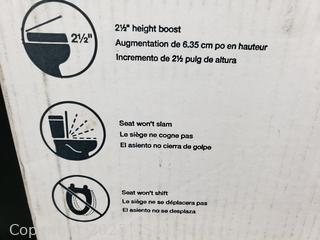 2½"
2½" height boost
Augmentation de 6.35 cm po en hauteur
Incremento de 2½ pulg de altura
Seat won't slam
Le siège ne cogne pas
El asiento no cierra de golpe
Seat won't shift
Le siège ne se déplacera pas
El asiento no se desplaza